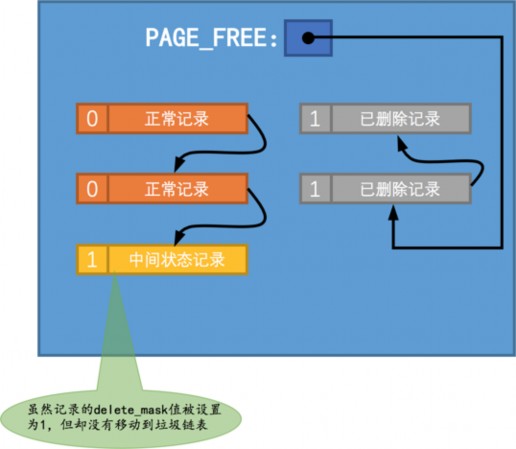 PAGE_FREE:
0 正常记录
1 已删除记录
0 正常记录
1 已删除记录
1 中间状态记录
虽然记录的delete_mask值被设置
为1，但却没有移动到垃圾链表